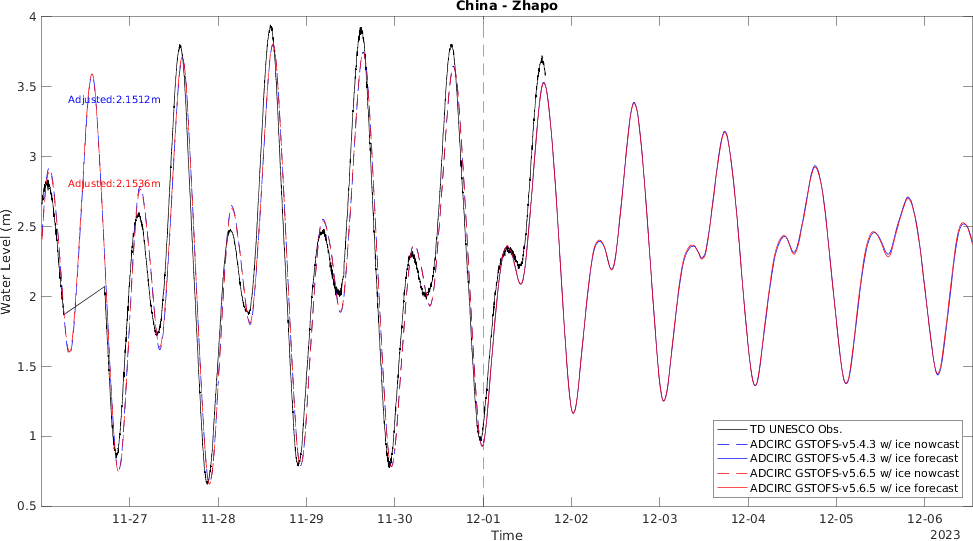 China - Zhapo
Water Level (m)
4
3.5
3
2.5
2
1.5
1
0.5
Adjusted:2.1512m
Adjusted:2.1536m
TD UNESCO Obs.
ADCIRC GSTOFS-v5.4.3 w/ ice nowcast
ADCIRC GSTOFS-v5.4.3 w/ ice forecast
ADCIRC GSTOFS-v5.6.5 w/ ice nowcast
ADCIRC GSTOFS-v5.6.5 w/ ice forecast
11-27 11-28 11-29 11-30 12-01 12-02 12-03 12-04 12-05 12-06
Time
2023